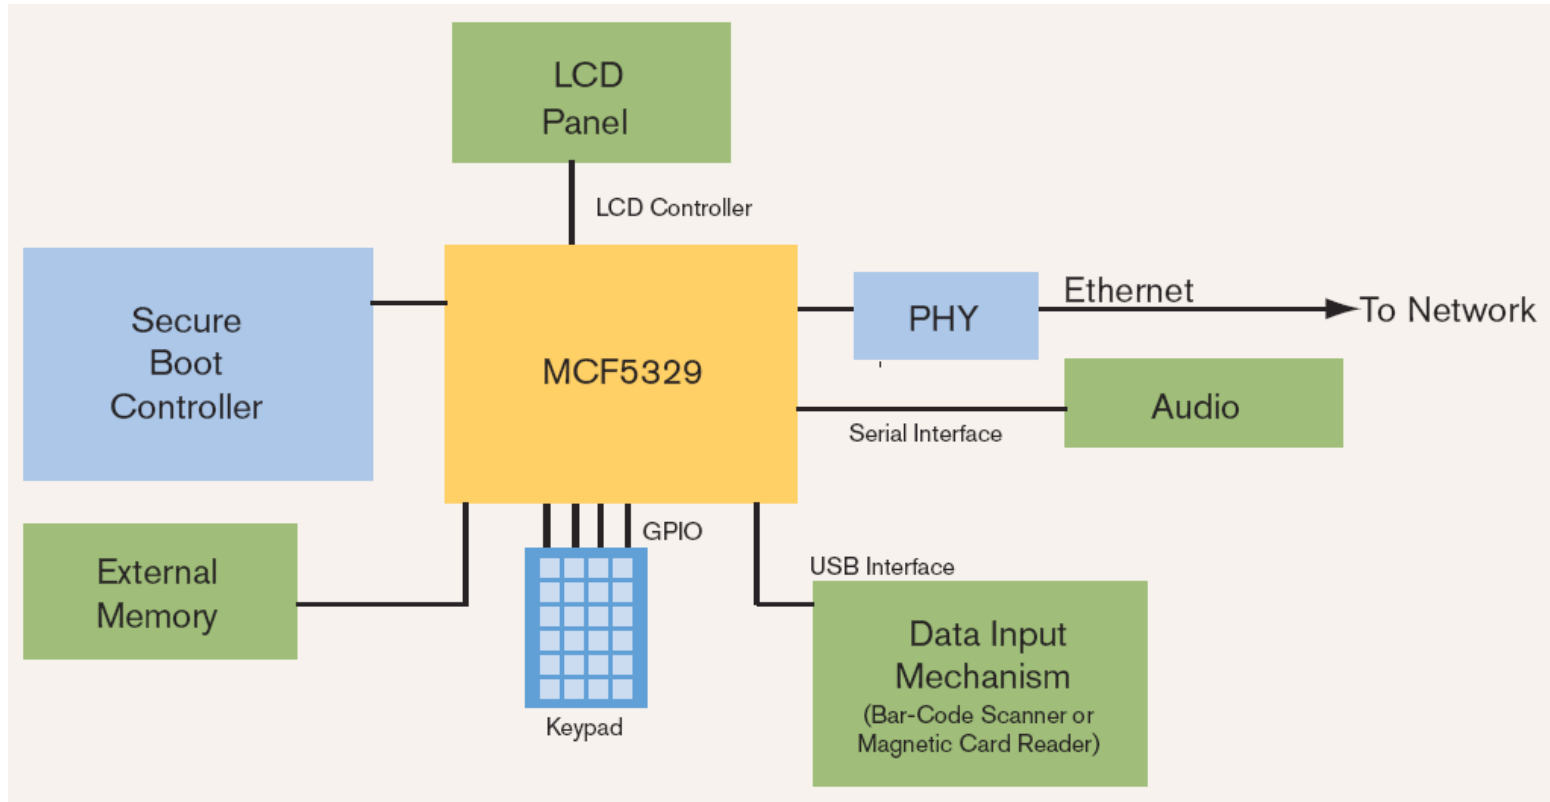 LCD
Panel
LCD Controller
Secure
Boot
Controller
MCF5329
PHY
Ethernet
To Network
Audio
Serial Interface
External
Memory
GPIO
Keypad
USB Interface
Data Input
Mechanism
(Bar-Code Scanner or
Magnetic Card Reader)